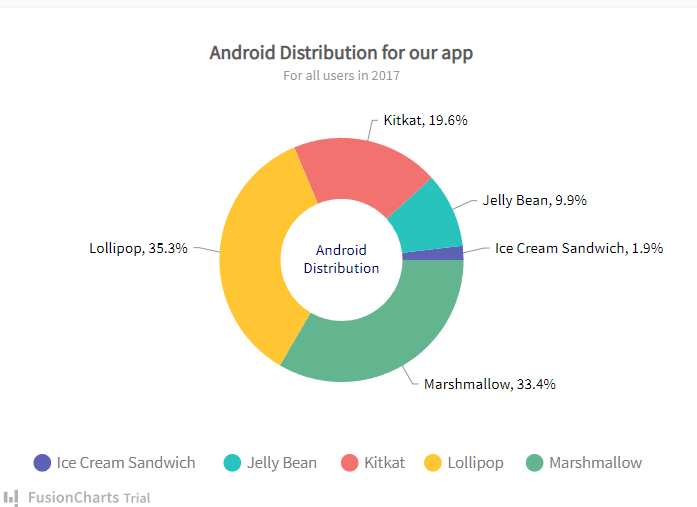 Android Distribution for our app
For all users in 2017
Kitkat, 19.6%
Jelly Bean, 9.9%
Lollipop, 35.3%
Ice Cream Sandwich, 1.9%
Android
Distribution
Marshmallow, 33.4%
Ice Cream Sandwich Jelly Bean Kitkat Lollipop Marshmallow
FusionCharts Trial